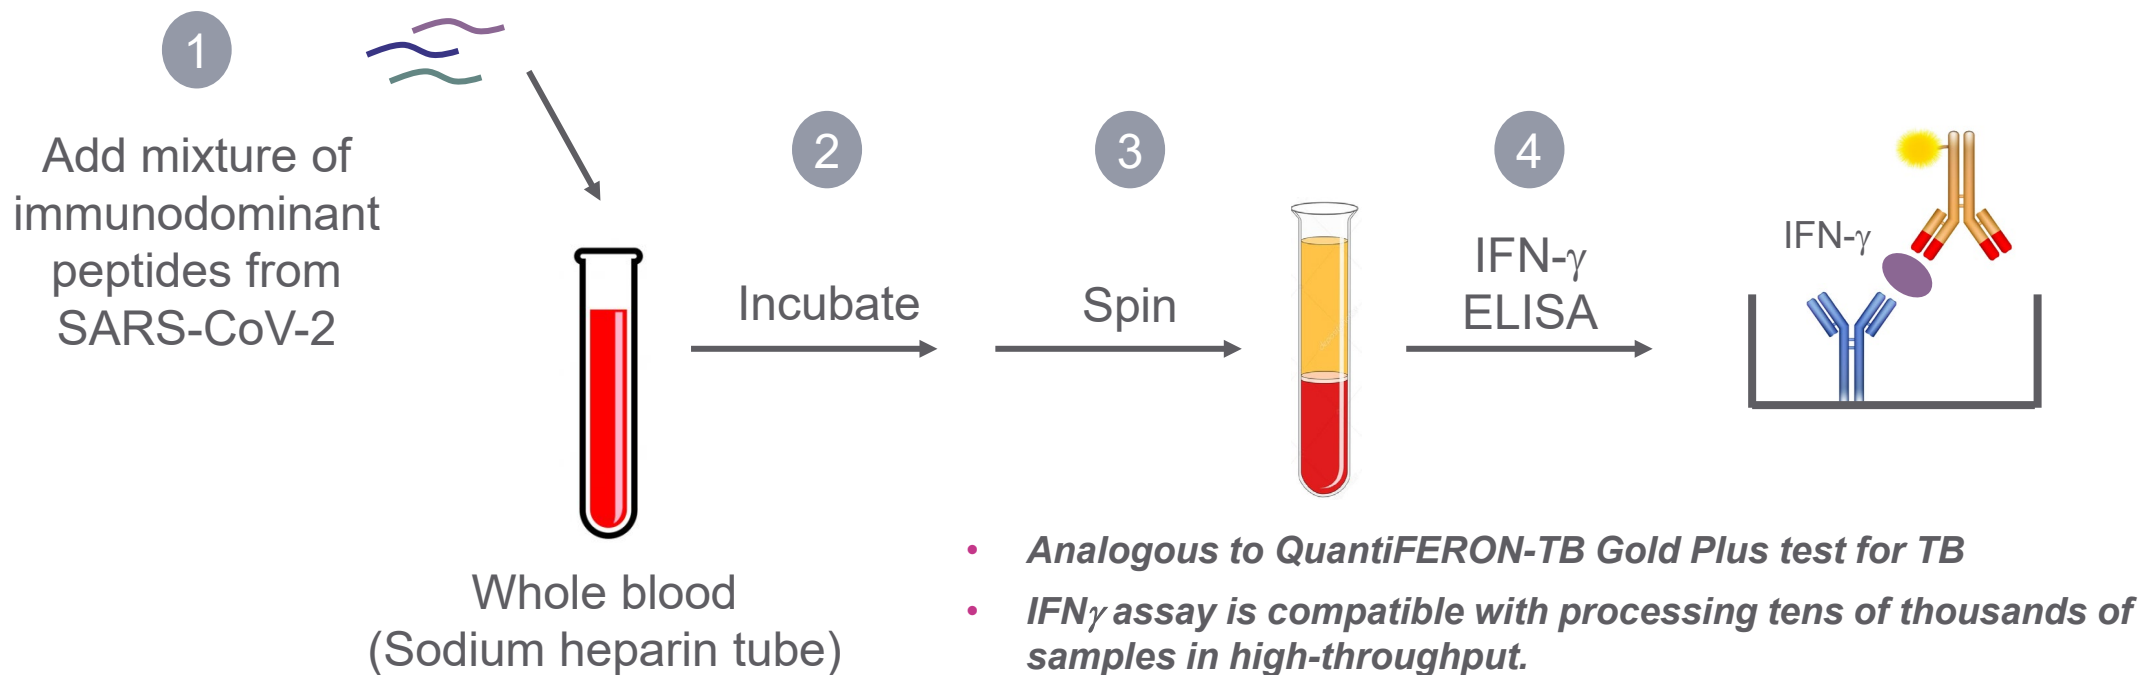 1
Add mixture of
immunodominant
peptides from
SARS-CoV-2
Whole blood
(Sodium heparin tube)
2
Incubate
3
Spin
4
IFN-γ
ELISA
IFN-γ
• Analogous to QuantiFERON-TB Gold Plus test for TB
• IFNγ assay is compatible with processing tens of thousands of
samples in high-throughput.